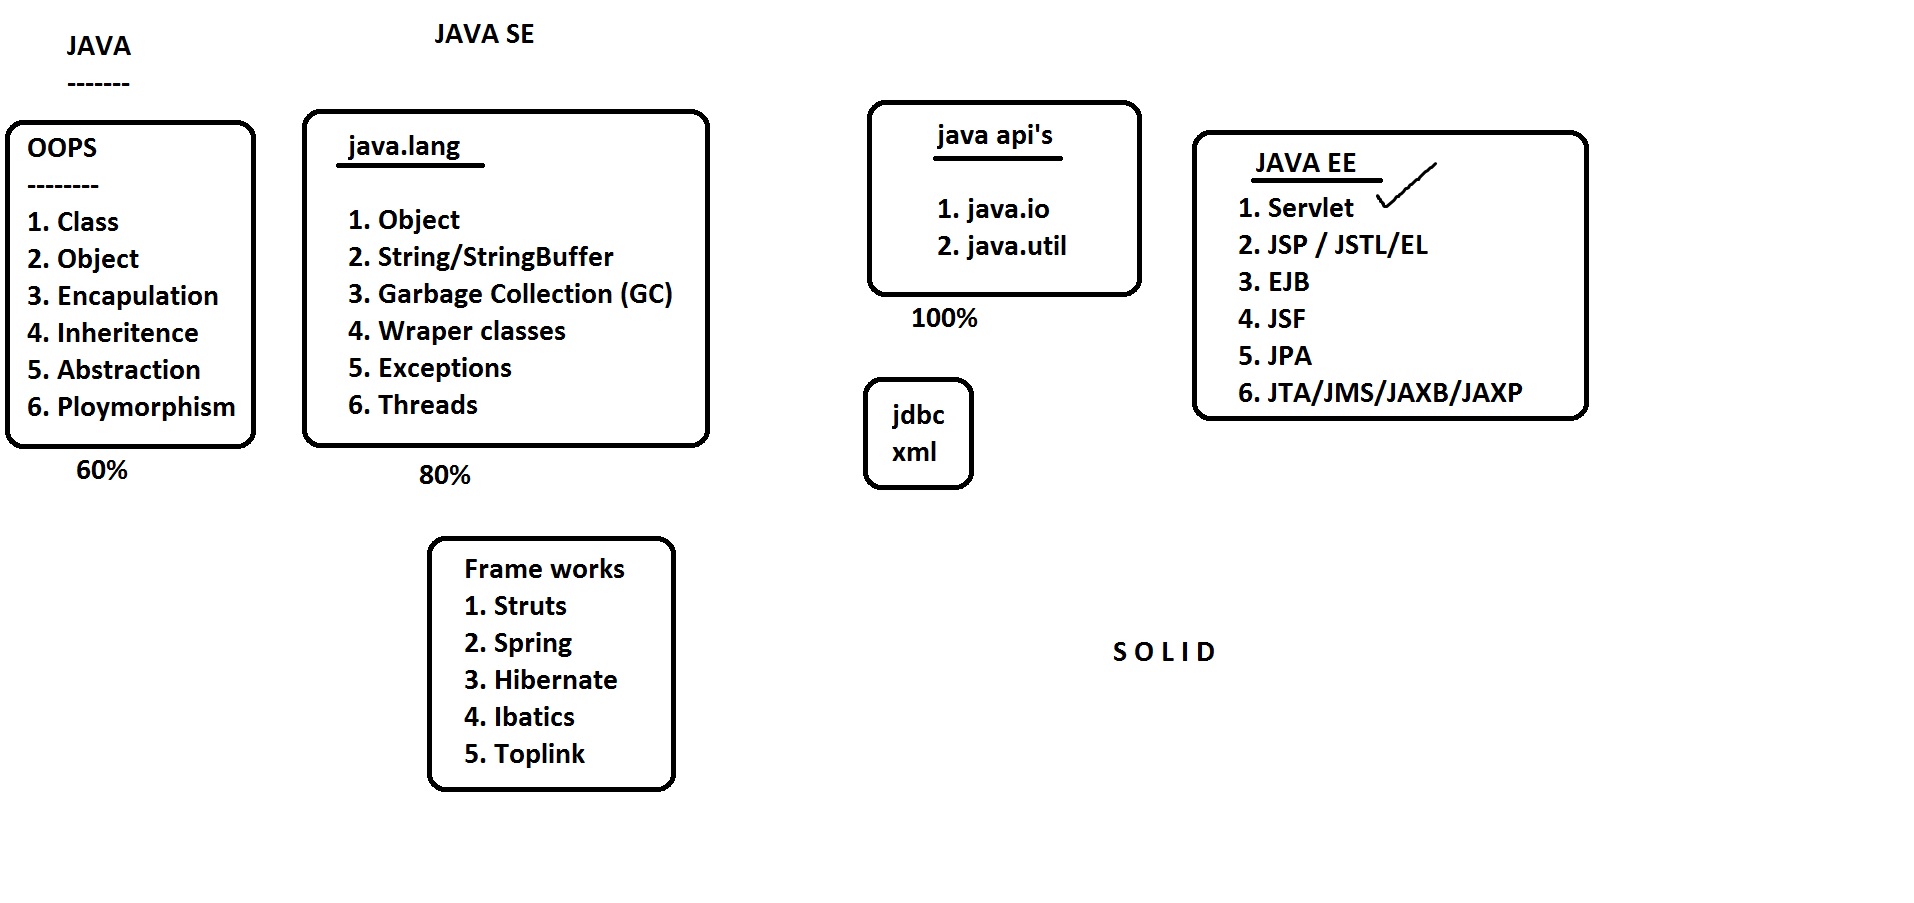 JAVA
-------
JAVA SE
OOPS
--------
1. Class
2. Object
3. Encapulation
4. Inheritence
5. Abstraction
6. Ploymorphism
60%
java.lang
1. Object
2. String/StringBuffer
3. Garbage Collection (GC)
4. Wraper classes
5. Exceptions
6. Threads
80%
java api's
1. java.io
2. java.util
100%
jdbc
xml
JAVA EE
1. Servlet
2. JSP / JSTL/EL
3. EJB
4. JSF
5. JPA
6. JTA/JMS/JAXB/JAXP
Frame works
1. Struts
2. Spring
3. Hibernate
4. Ibatics
5. Toplink
S O L I D